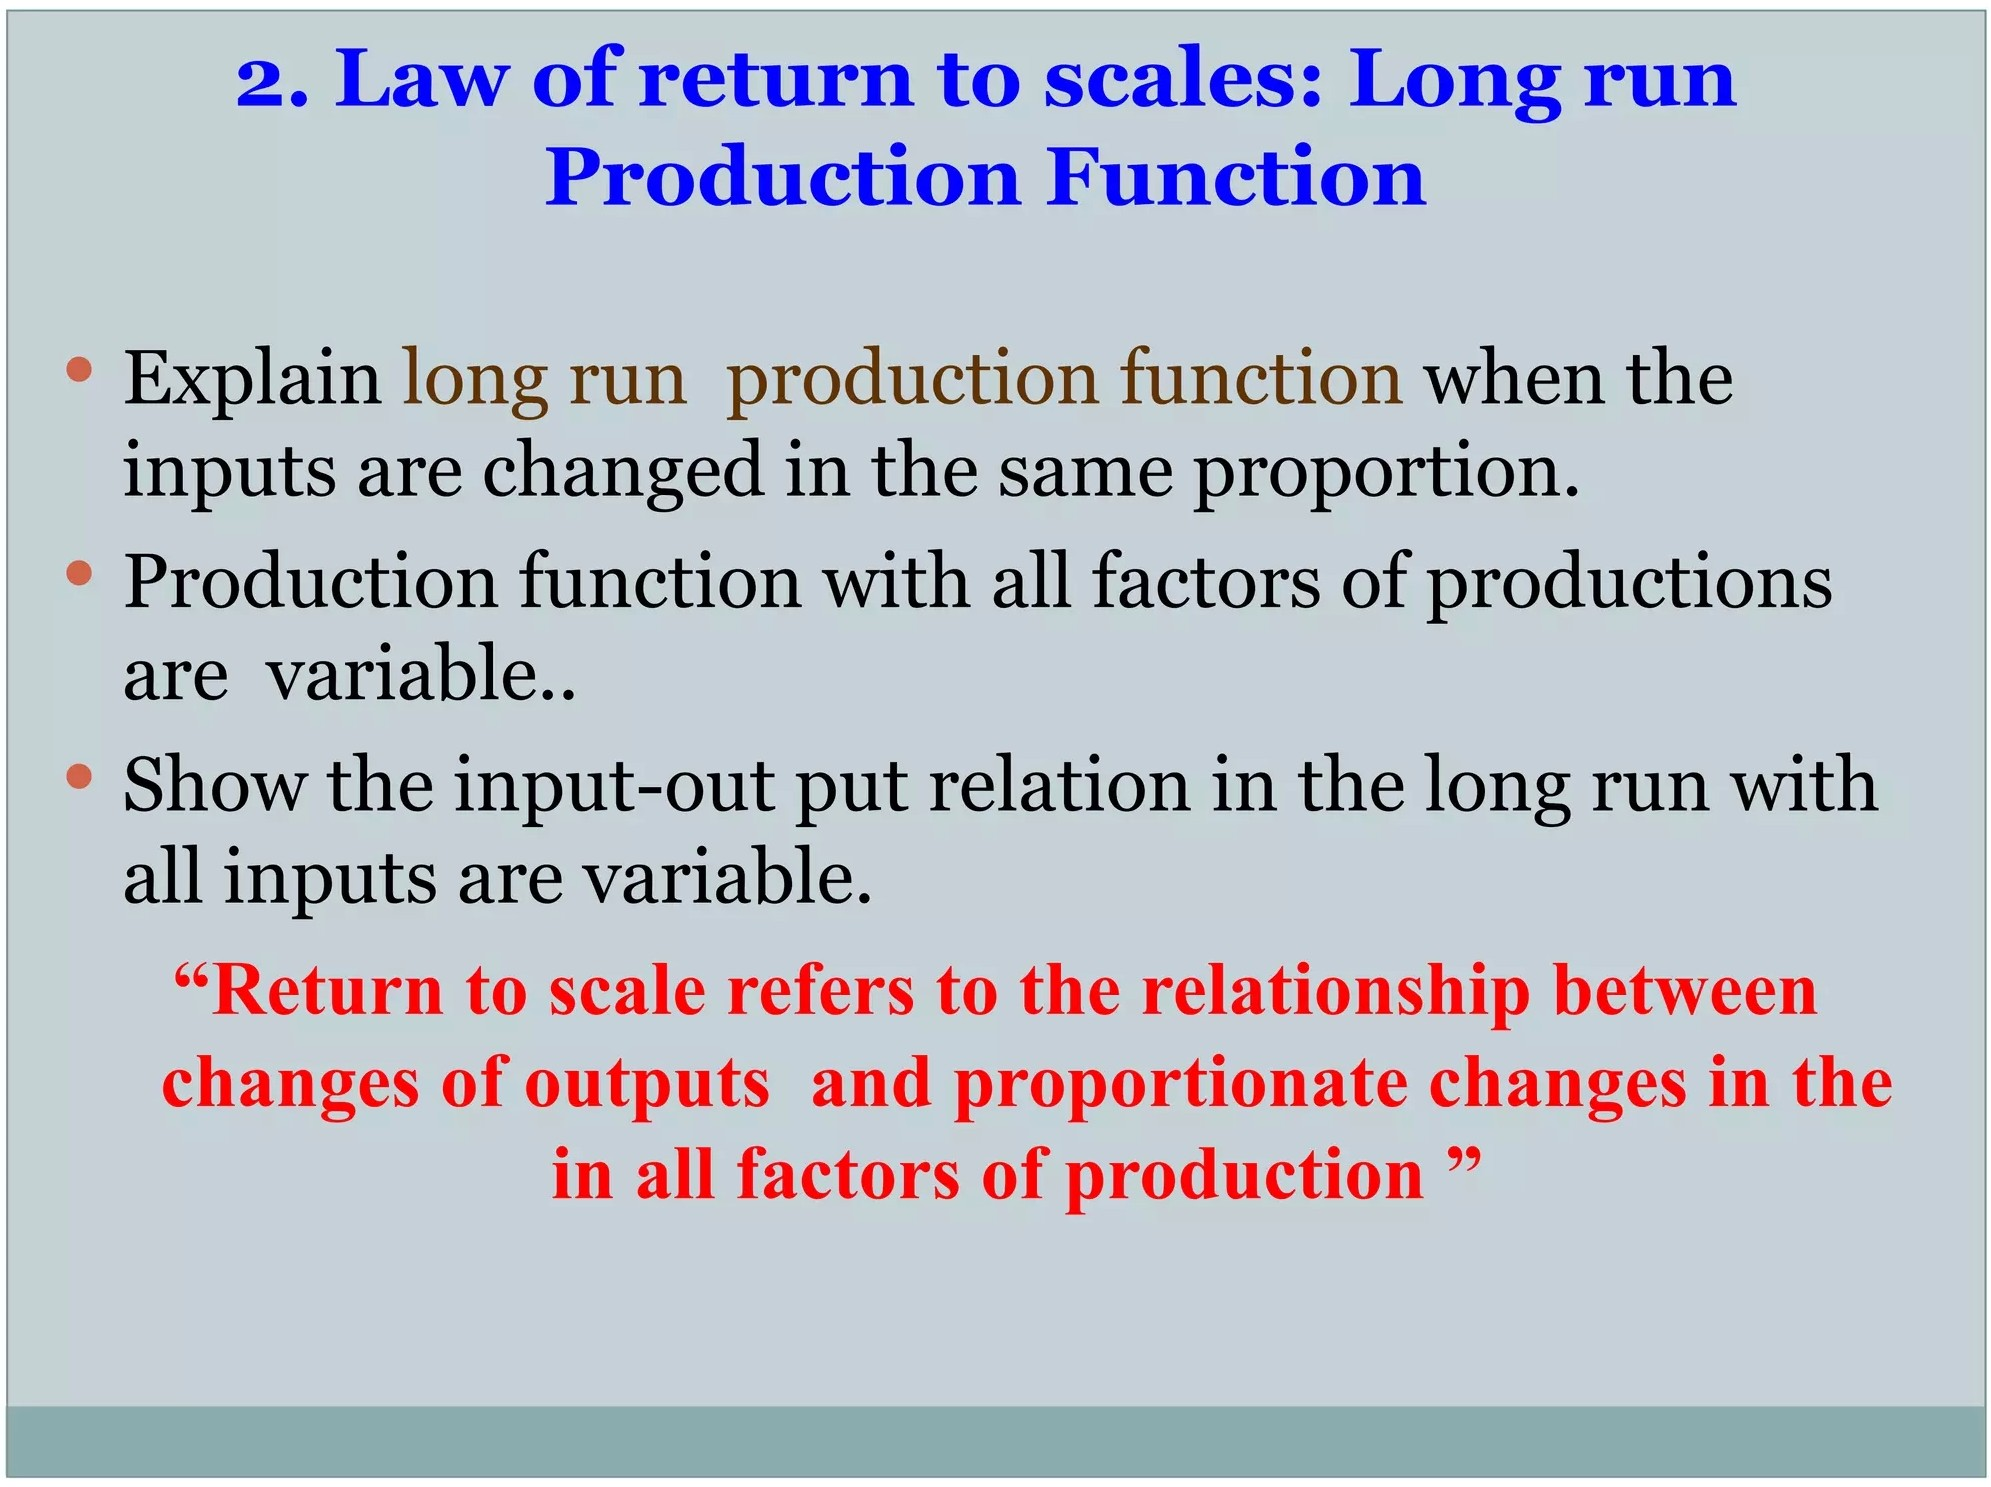 2. Law of return to scales: Long run
Production Function
• Explain long run  production function when the
inputs are changed in the same proportion.
• Production function with all factors of productions
are  variable..
• Show the input-out put relation in the long run with
all inputs are variable.
“Return to scale refers to the relationship between
changes of outputs  and proportionate changes in the
in all factors of production ”